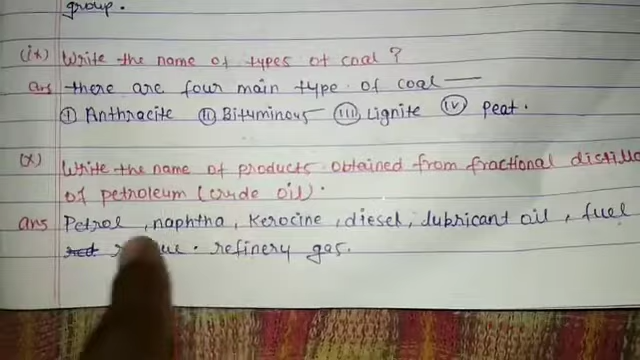 group.
(ix) Write the name of types of coal ?
ans there are four main type of coal —
(i) Anthracite (ii) Bituminous (iii) Lignite (iv) Peat.
(x) Write the name of products obtained from fractional
of petroleum (crude oil).
ans Petrol , naphtha, Kerocine , diesel, lubricant oil , fuel
refinery gas.